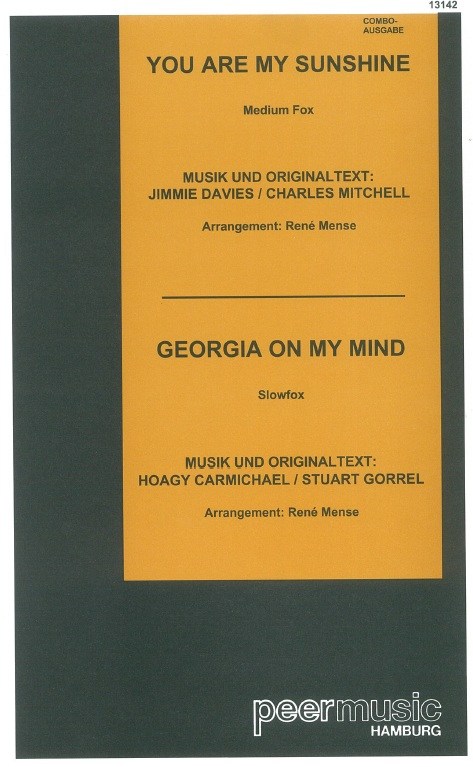 13142
COMBO-
AUSGABE
YOU ARE MY SUNSHINE
Medium Fox
MUSIK UND ORIGINALTEXT:
JIMMIE DAVIES / CHARLES MITCHELL
Arrangement: René Mense
GEORGIA ON MY MIND
Slowfox
MUSIK UND ORIGINALTEXT:
HOAGY CARMICHAEL / STUART GORREL
Arrangement: René Mense
peermusic
HAMBURG